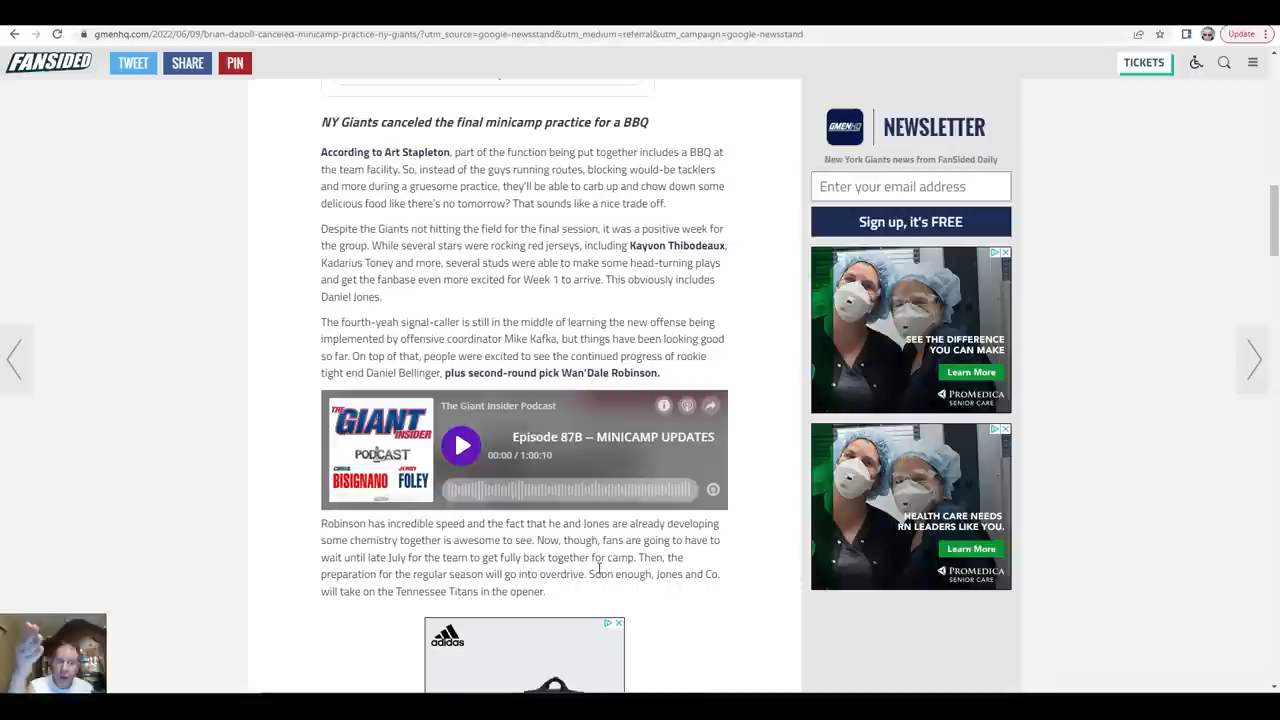 gmenhq.com/2022/06/09/brian-daboll-canceled-minicamp-practice-ny-giants/?utm_source=google-newsstand&utm_medium=referral&utm_campaign=google-newsstand
Update
FANSIDED
TWEET
SHARE
PIN
TICKETS
NY Giants canceled the final minicamp practice for a BBQ
According to Art Stapleton, part of the function being put together includes a BBQ at
the team facility. So, instead of the guys running routes, blocking would-be tacklers
and more during a gruesome practice, they'll be able to carb up and chow down some
delicious food like there's no tomorrow? That sounds like a nice trade off.
Despite the Giants not hitting the field for the final session, it was a positive week for
the group. While several stars were rocking red jerseys, including Kayvon Thibodeaux,
Kadarius Toney and more, several studs were able to make some head-turning plays
and get the fanbase even more excited for Week 1 to arrive. This obviously includes
Daniel Jones.
The fourth-yeah signal-caller is still in the middle of learning the new offense being
implemented by offensive coordinator Mike Kafka, but things have been looking good
so far. On top of that, people were excited to see the continued progress of rookie
tight end Daniel Bellinger, plus second-round pick Wan'Dale Robinson.
THE
GIANT
INSIDER
PODCAST
CHRIS
BISIGNANO
JERRY
FOLEY
The Giant Insider Podcast
Episode 87B – MINICAMP UPDATES
00:00 / 1:00:10
Robinson has incredible speed and the fact that he and Jones are already developing
some chemistry together is awesome to see. Now, though, fans are going to have to
wait until late July for the team to get fully back together for camp. Then, the
preparation for the regular season will go into overdrive. Soon enough, Jones and Co.
will take on the Tennessee Titans in the opener.
adidas
GMENHQ
NEWSLETTER
New York Giants news from FanSided Daily
Enter your email address
Sign up, it's FREE
SEE THE DIFFERENCE
YOU CAN MAKE
Learn More
PROMEDICA
SENIOR CARE
HEALTH CARE NEEDS
RN LEADERS LIKE YOU.
Learn More
PROMEDICA
SENIOR CARE